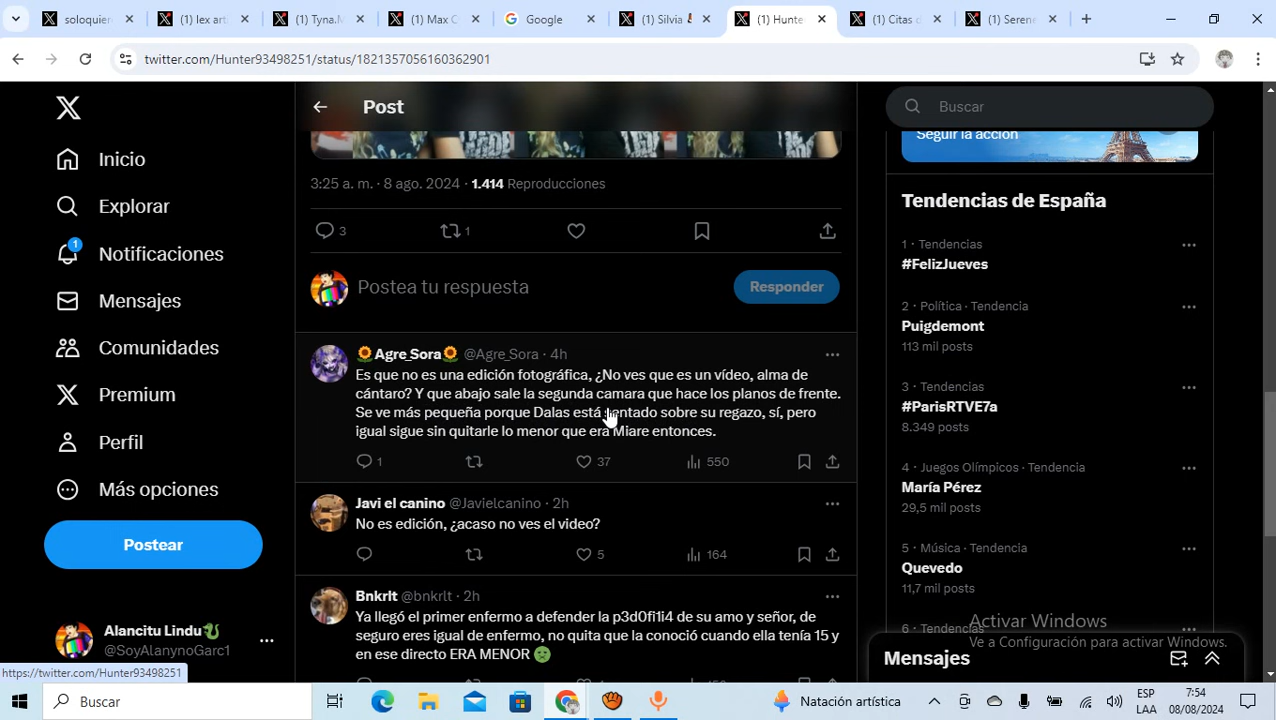 (1) soloquier
(1) lex art
(1) Tyna.M
(1) Max C
Google
(1) Silvia
(1) Hunte
(1) Citas d
(1) Serene
twitter.com/Hunter93498251/status/1821357056160362901
Inicio
Explorar
1
Notificaciones
Mensajes
Comunidades
Premium
Perfil
Más opciones
Postear
Alancitu Lindu
@SoyAlanynoGarc1
https://twitter.com/Hunter93498251
Post
3:25 a. m. · 8 ago. 2024 · 1.414 Reproducciones
3 1
Postea tu respuesta
Responder
Agre_Sora @Agre_Sora · 4h
Es que no es una edición fotográfica, ¿No ves que es un vídeo, alma de
cántaro? Y que abajo sale la segunda camara que hace los planos de frente.
Se ve más pequeña porque Dalas está sentado sobre su regazo, sí, pero
igual sigue sin quitarle lo menor que era Miare entonces.
1 37 550
Javi el canino @Javielcanino · 2h
No es edición, ¿acaso no ves el video?
5 164
Bnkrlt @bnkrlt · 2h
Ya llegó el primer enfermo a defender la p3d0fi1i4 de su amo y señor, de
seguro eres igual de enfermo, no quita que la conoció cuando ella tenía 15 y
en ese directo ERA MENOR
Buscar
Seguir la acción
Tendencias de España
1 · Tendencias
#FelizJueves
2 · Política · Tendencia
Puigdemont
113 mil posts
3 · Tendencias
#ParisRTVE7a
8.349 posts
4 · Juegos Olímpicos · Tendencia
María Pérez
29,5 mil posts
5 · Música · Tendencia
Quevedo
11,7 mil posts
6 · Tendencias
Activar Windows
Ve a Configuración para activar Windows.
Mensajes
Buscar
Natación artística
ESP
LAA
7:54
08/08/2024